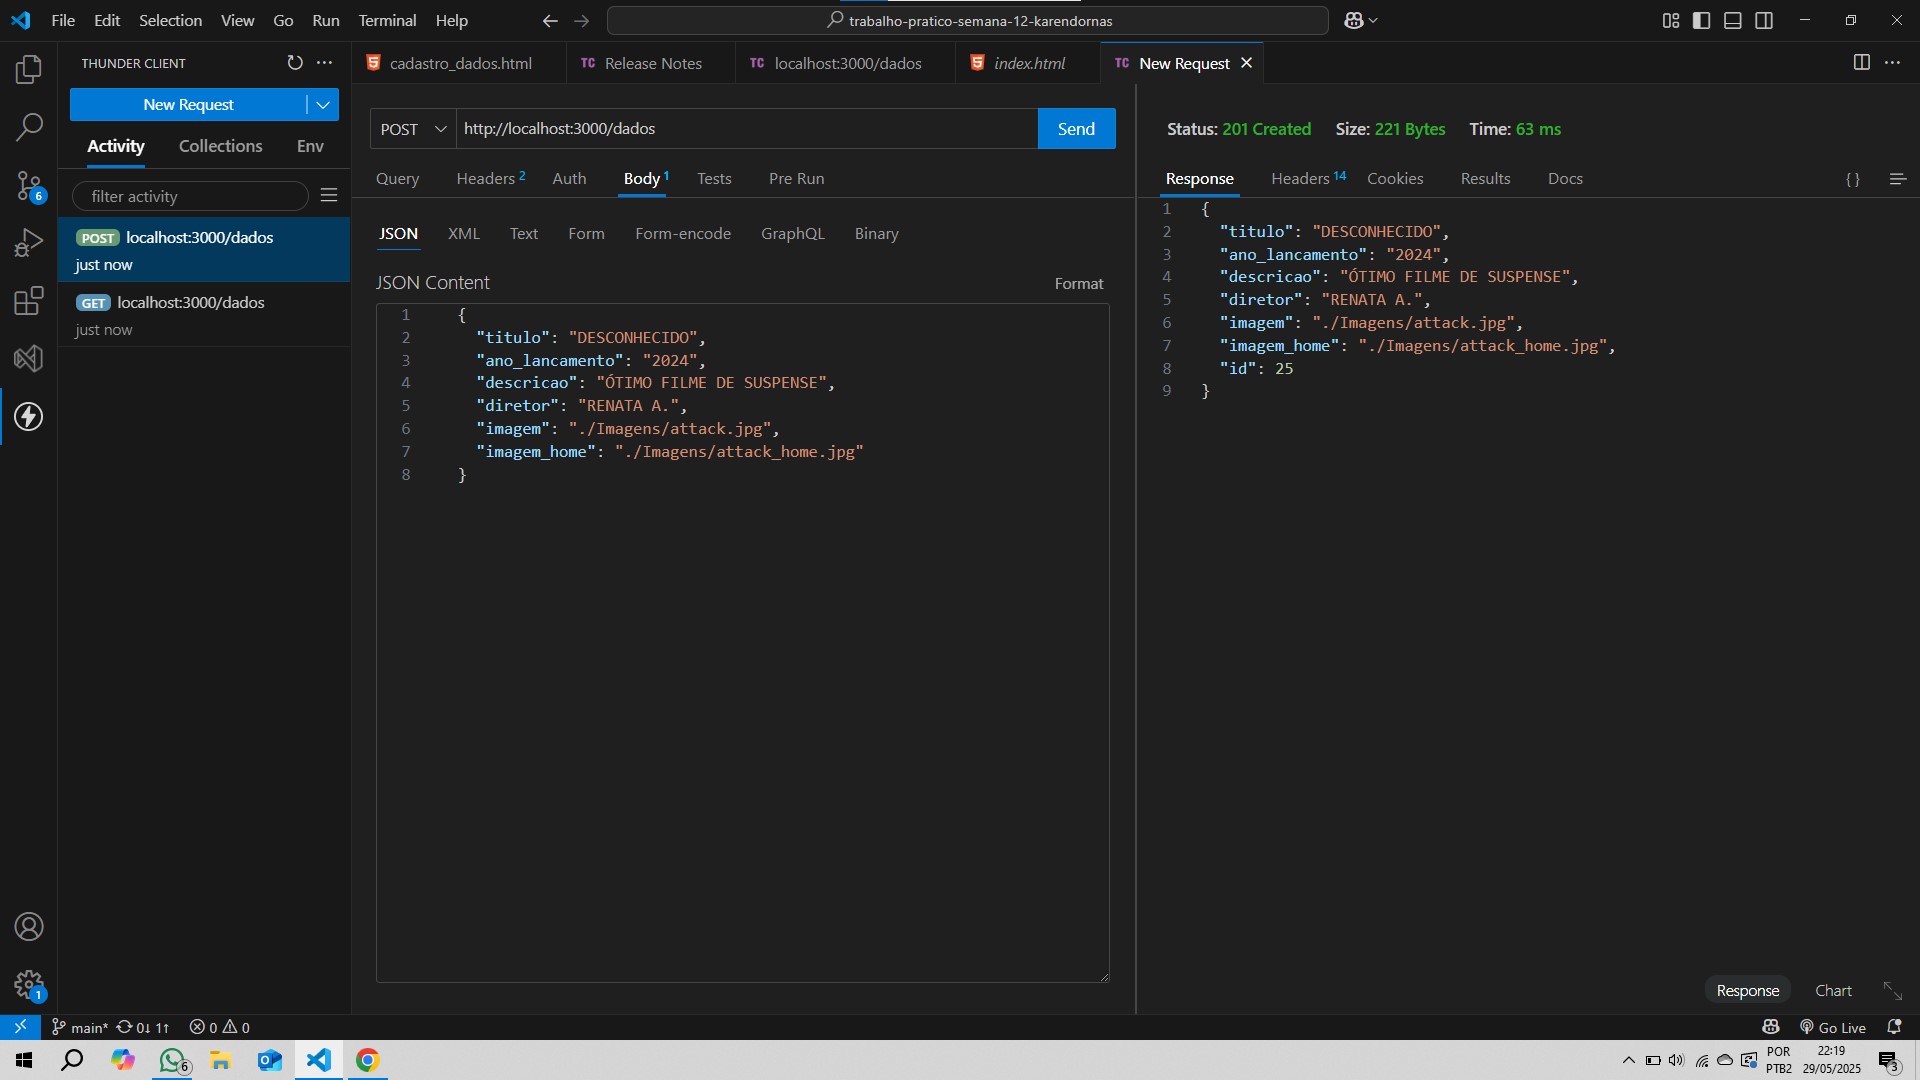 File Edit Selection View Go Run Terminal Help
trabalho-pratico-semana-12-karendornas
THUNDER CLIENT
New Request
Activity Collections Env
filter activity
POST localhost:3000/dados
just now
GET localhost:3000/dados
just now
6
1
cadastro_dados.html
TC Release Notes
TC localhost:3000/dados
index.html
TC New Request
POST http://localhost:3000/dados Send
Query Headers 2 Auth Body 1 Tests Pre Run
JSON XML Text Form Form-encode GraphQL Binary
JSON Content Format
1 {
2 "titulo": "DESCONHECIDO",
3 "ano_lancamento": "2024",
4 "descricao": "ÓTIMO FILME DE SUSPENSE",
5 "diretor": "RENATA A.",
6 "imagem": "./Imagens/attack.jpg",
7 "imagem_home": "./Imagens/attack_home.jpg"
8 }
Status: 201 Created Size: 221 Bytes Time: 63 ms
Response Headers 14 Cookies Results Docs { }
1 {
2 "titulo": "DESCONHECIDO",
3 "ano_lancamento": "2024",
4 "descricao": "ÓTIMO FILME DE SUSPENSE",
5 "diretor": "RENATA A.",
6 "imagem": "./Imagens/attack.jpg",
7 "imagem_home": "./Imagens/attack_home.jpg",
8 "id": 25
9 }
Response Chart
main* 0↓ 1↑ 0 0
Go Live
6
POR
PTB2
22:19
29/05/2025
3